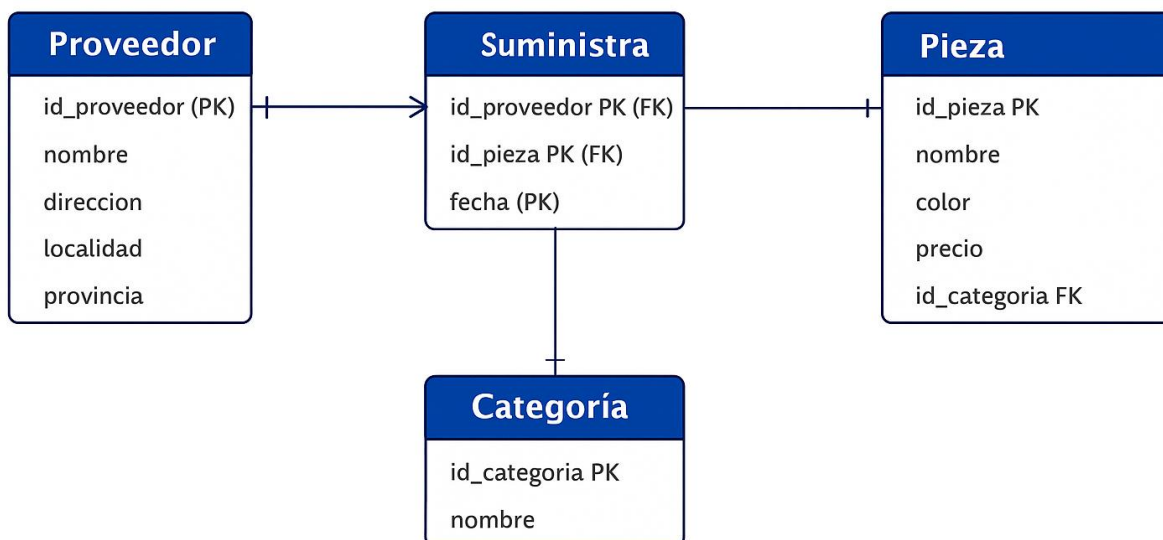 Proveedor
id_proveedor (PK)
nombre
direccion
localidad
provincia
Suministra
id_proveedor PK (FK)
id_pieza PK (FK)
fecha (PK)
Pieza
id_pieza PK
nombre
color
precio
id_categoria FK
Categoría
id_categoria PK
nombre